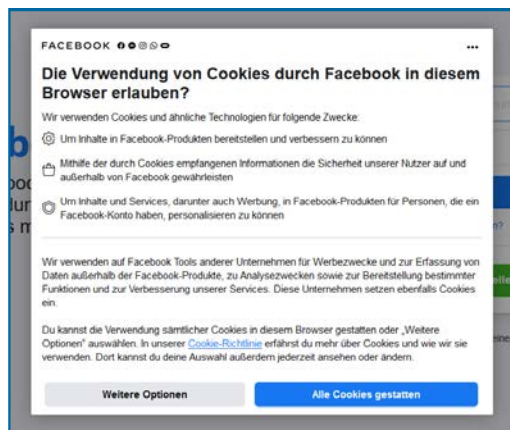 FACEBOOK
...
Die Verwendung von Cookies durch Facebook in diesem
Browser erlauben?
Wir verwenden Cookies und ähnliche Technologien für folgende Zwecke:
Um Inhalte in Facebook-Produkten bereitstellen und verbessern zu können
Mithilfe der durch Cookies empfangenen Informationen die Sicherheit unserer Nutzer auf und
außerhalb von Facebook gewährleisten
Um Inhalte und Services, darunter auch Werbung, in Facebook-Produkten für Personen, die ein
Facebook-Konto haben, personalisieren zu können
Wir verwenden auf Facebook Tools anderer Unternehmen für Werbezwecke und zur Erfassung von
Daten außerhalb der Facebook-Produkte, zu Analysezwecken sowie zur Bereitstellung bestimmter
Funktionen und zur Verbesserung unserer Services. Diese Unternehmen setzen ebenfalls Cookies
ein.
Du kannst die Verwendung sämtlicher Cookies in diesem Browser gestatten oder „Weitere
Optionen“ auswählen. In unserer Cookie-Richtlinie erfährst du mehr über Cookies und wie wir sie
verwenden. Dort kannst du deine Auswahl außerdem jederzeit ansehen oder ändern.
Weitere Optionen
Alle Cookies gestatten